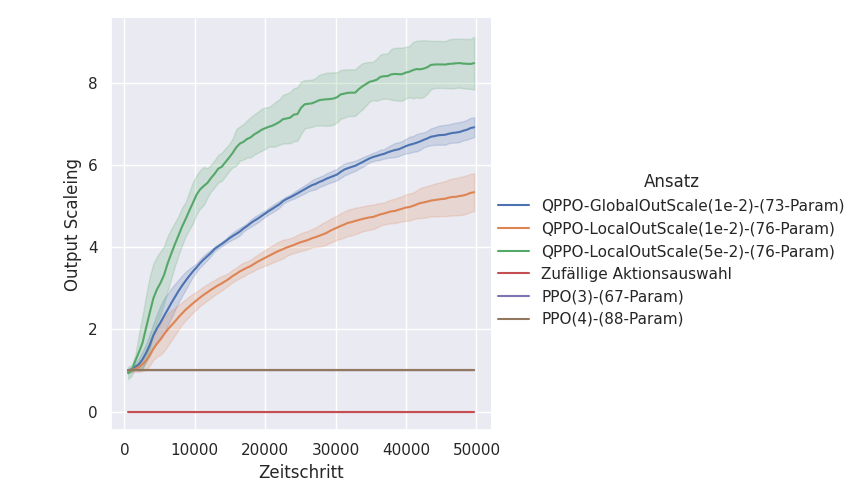 8
6
4
2
0
Output Scaleing
0 10000 20000 30000 40000 50000
Zeitschritt
Ansatz
QPPO-GlobalOutScale(1e-2)-(73-Param)
QPPO-LocalOutScale(1e-2)-(76-Param)
QPPO-LocalOutScale(5e-2)-(76-Param)
Zufällige Aktionsauswahl
PPO(3)-(67-Param)
PPO(4)-(88-Param)